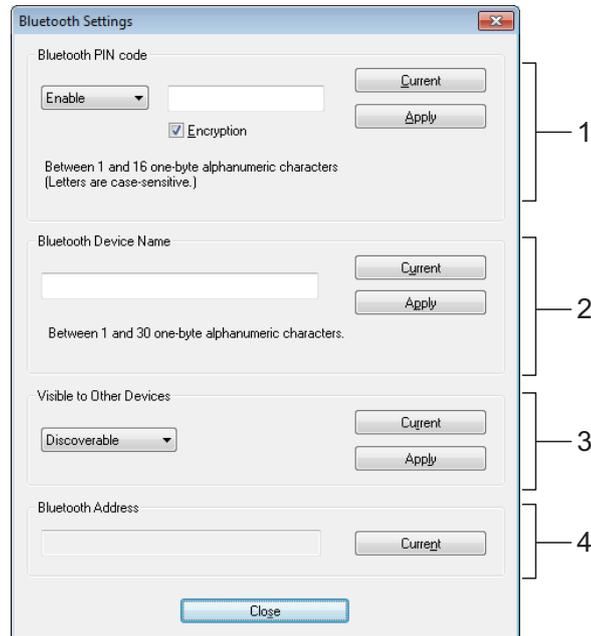 Bluetooth Settings
Bluetooth PIN code
Enable
Current
Apply
Encryption
Between 1 and 16 one-byte alphanumeric characters
(Letters are case-sensitive.)
1
Bluetooth Device Name
Current
Apply
Between 1 and 30 one-byte alphanumeric characters.
2
Visible to Other Devices
Discoverable
Current
Apply
3
Bluetooth Address
Current
4
Close